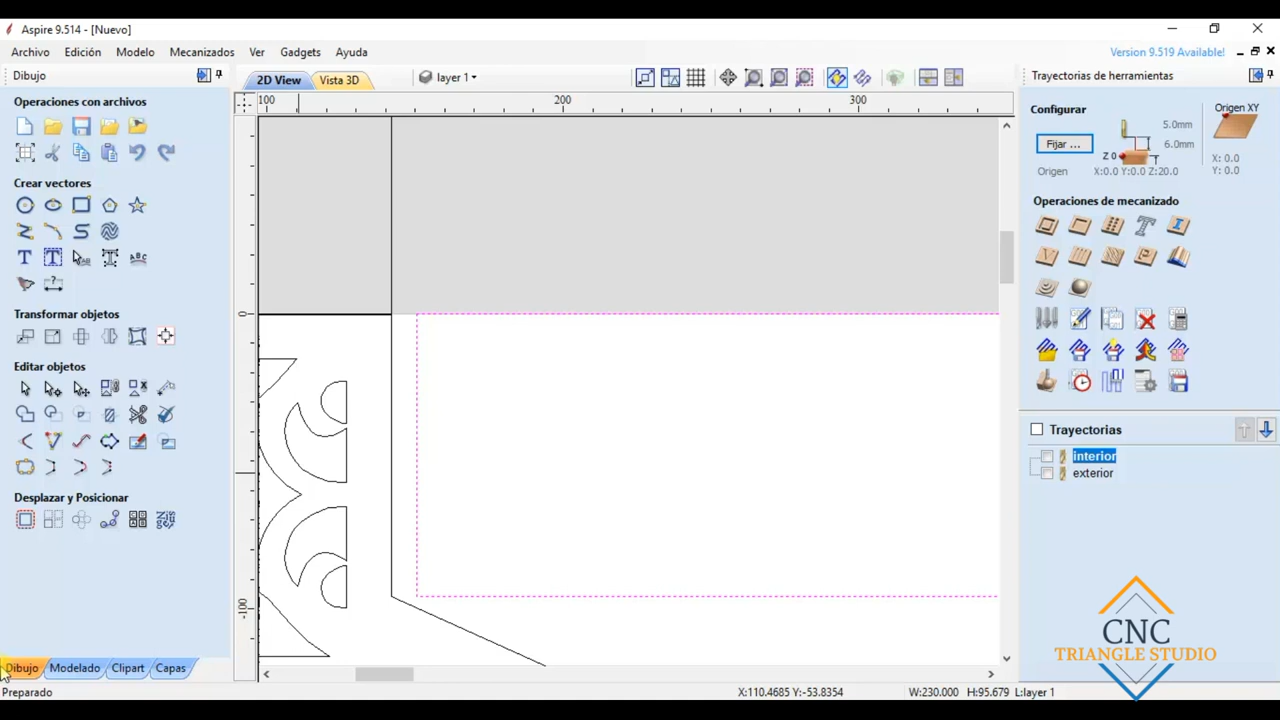 Aspire 9.514 - [Nuevo]
Archivo Edición Modelo Mecanizados Ver Gadgets Ayuda
Version 9.519 Available!
Dibujo
2D View Vista 3D
layer 1
Trayectorias de herramientas
Operaciones con archivos
100 200 300
Configurar
Origen XY
5.0mm
Fijar ...
6.0mm
Z 0
X: 0.0
Origen X:0.0 Y:0.0 Z:20.0
Y: 0.0
Crear vectores
Operaciones de mecanizado
T T ABC
Transformar objetos
0
Editar objetos
Trayectorias
interior
exterior
Desplazar y Posicionar
-100
CNC
TRIANGLE STUDIO
Dibujo Modelado Clipart Capas
Preparado
X:110.4685 Y:-53.8354
W:230.000 H:95.679 L:layer 1